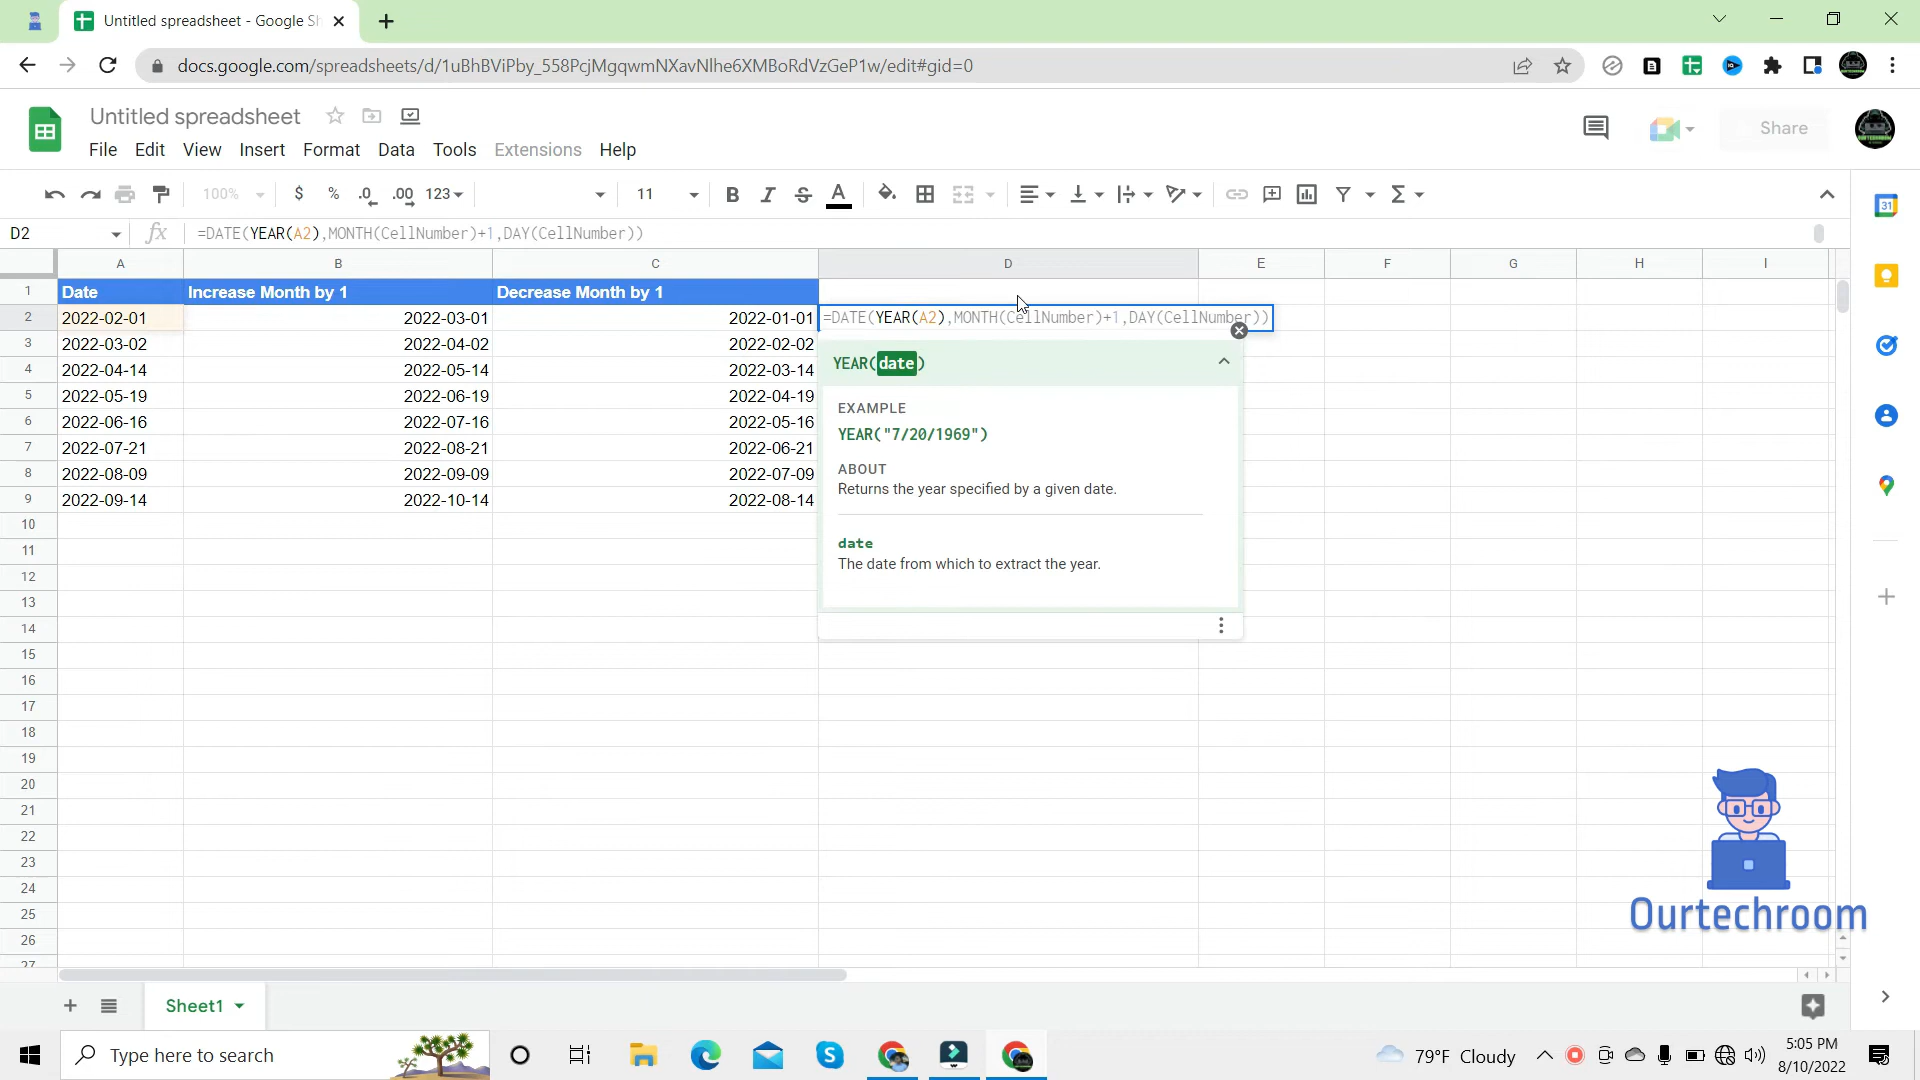 Untitled spreadsheet - Google Sh
docs.google.com/spreadsheets/d/1uBhBViPby_558PcjMgqwmNXavNlhe6XMBoRdVzGeP1w/edit#gid=0
Untitled spreadsheet
File Edit View Insert Format Data Tools Extensions Help
Share
100% $ % .0 .00 123 11 B I S A
D2 fx =DATE(YEAR(A2),MONTH(CellNumber)+1,DAY(CellNumber))
A B C D E F G H I
1 Date Increase Month by 1 Decrease Month by 1
2 2022-02-01 2022-03-01 2022-01-01 =DATE(YEAR(A2),MONTH(CellNumber)+1,DAY(CellNumber))
3 2022-03-02 2022-04-02 2022-02-02
4 2022-04-14 2022-05-14 2022-03-14
5 2022-05-19 2022-06-19 2022-04-19
6 2022-06-16 2022-07-16 2022-05-16
7 2022-07-21 2022-08-21 2022-06-21
8 2022-08-09 2022-09-09 2022-07-09
9 2022-09-14 2022-10-14 2022-08-14
YEAR(date)
EXAMPLE
YEAR("7/20/1969")
ABOUT
Returns the year specified by a given date.
date
The date from which to extract the year.
10
11
12
13
14
15
16
17
18
19
20
21
22
23
24
25
26
27
Ourtechroom
Sheet1
Type here to search
79°F Cloudy
5:05 PM
8/10/2022
31